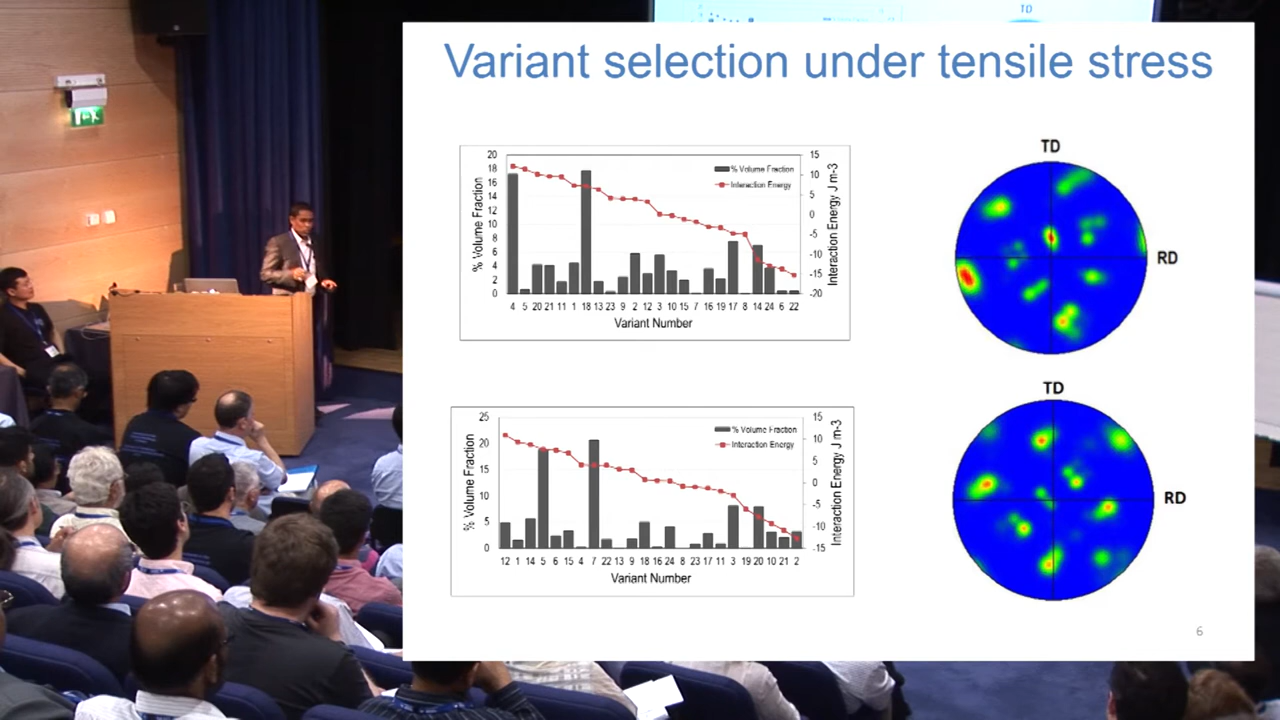 TD
Variant selection under tensile stress
20
18
16
14
12
10
8
6
4
2
0
% Volume Fraction
% Volume Fraction
Interaction Energy
15
10
5
0
-5
-10
-15
-20
Interaction Energy J m-3
4 5 20 21 11 1 18 13 23 9 2 12 3 10 15 7 16 19 17 8 14 24 6 22
Variant Number
TD
RD
25
20
15
10
5
0
% Volume Fraction
% Volume Fraction
Interaction Energy
15
10
5
0
-5
-10
-15
Interaction Energy J m-3
12 1 14 5 6 15 4 7 22 13 9 18 16 24 8 23 17 11 3 19 20 10 21 2
Variant Number
TD
RD
6